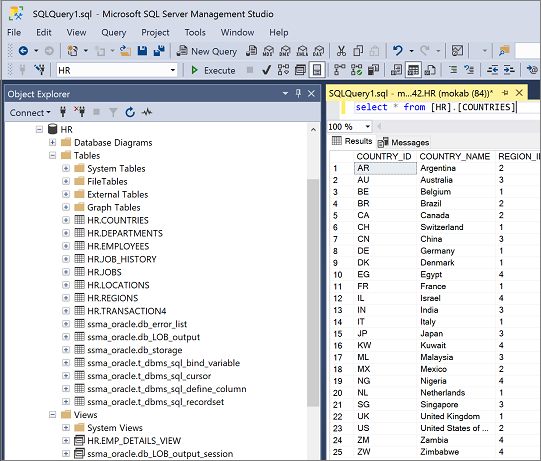 SQLQuery1.sql - Microsoft SQL Server Management Studio
File Edit View Project Tools Window Help
New Query MDX DMX XMLA DAX
HR Execute
Object Explorer
Connect
HR
Database Diagrams
Tables
System Tables
FileTables
External Tables
Graph Tables
HR.COUNTRIES
HR.DEPARTMENTS
HR.EMPLOYEES
HR.JOB_HISTORY
HR.JOBS
HR.LOCATIONS
HR.REGIONS
HR.TRANSACTION4
ssma_oracle.db_error_list
ssma_oracle.db_LOB_output
ssma_oracle.db_storage
ssma_oracle.t_dbms_sql_bind_variable
ssma_oracle.t_dbms_sql_cursor
ssma_oracle.t_dbms_sql_define_column
ssma_oracle.t_dbms_sql_recordset
Views
System Views
HR.EMP_DETAILS_VIEW
ssma_oracle.db_LOB_output_session
SQLQuery1.sql - m...42.HR (mokab (84))*
select * from [HR].[COUNTRIES]
100 %
Results Messages
COUNTRY_ID COUNTRY_NAME REGION_I
1 AR Argentina 2
2 AU Australia 3
3 BE Belgium 1
4 BR Brazil 2
5 CA Canada 2
6 CH Switzerland 1
7 CN China 3
8 DE Germany 1
9 DK Denmark 1
10 EG Egypt 4
11 FR France 1
12 IL Israel 4
13 IN India 3
14 IT Italy 1
15 JP Japan 3
16 KW Kuwait 4
17 ML Malaysia 3
18 MX Mexico 2
19 NG Nigeria 4
20 NL Netherlands 1
21 SG Singapore 3
22 UK United Kingdom 1
23 US United States of ... 2
24 ZM Zambia 4
25 ZW Zimbabwe 4